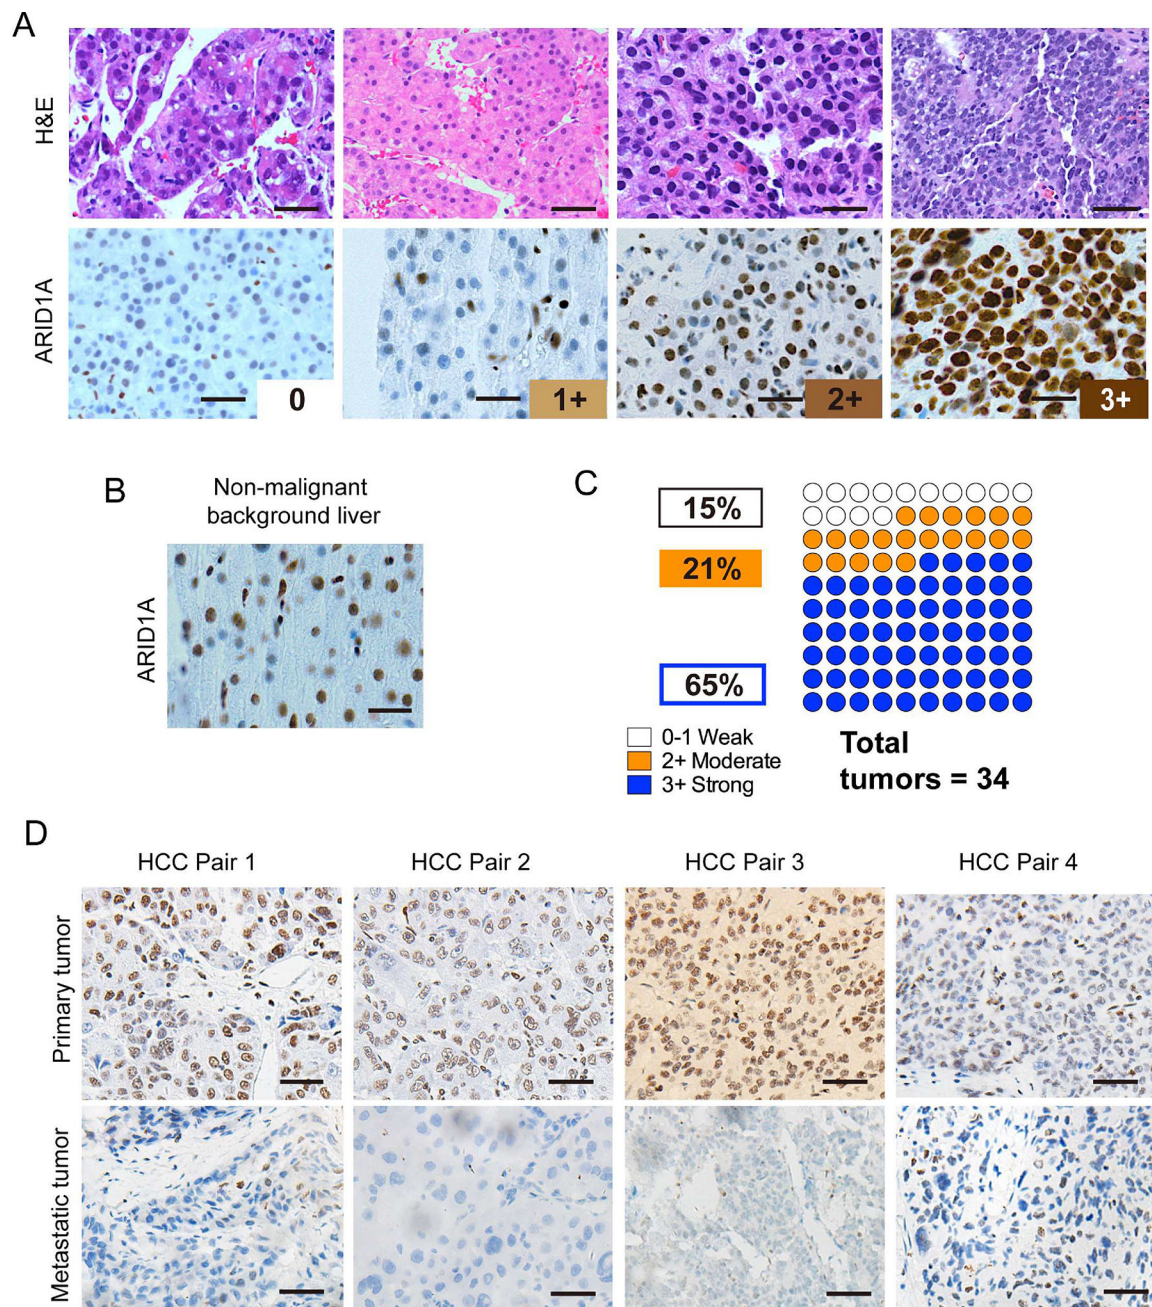 A
H&E
ARID1A
0
1+
2+
3+
B
Non-malignant
background liver
ARID1A
C
15%
21%
65%
0-1 Weak
2+ Moderate
3+ Strong
Total
tumors = 34
D
HCC Pair 1
HCC Pair 2
HCC Pair 3
HCC Pair 4
Primary tumor
Metastatic tumor